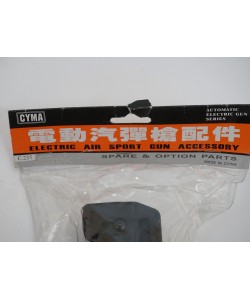 CYMA
AUTOMATIC
ELECTRIC GUN
SERIES
電動汽彈槍配件
ELECTRIC AIR SPORT GUN ACCESSORY
SPARE & OPTION PARTS
MADE IN CHINA